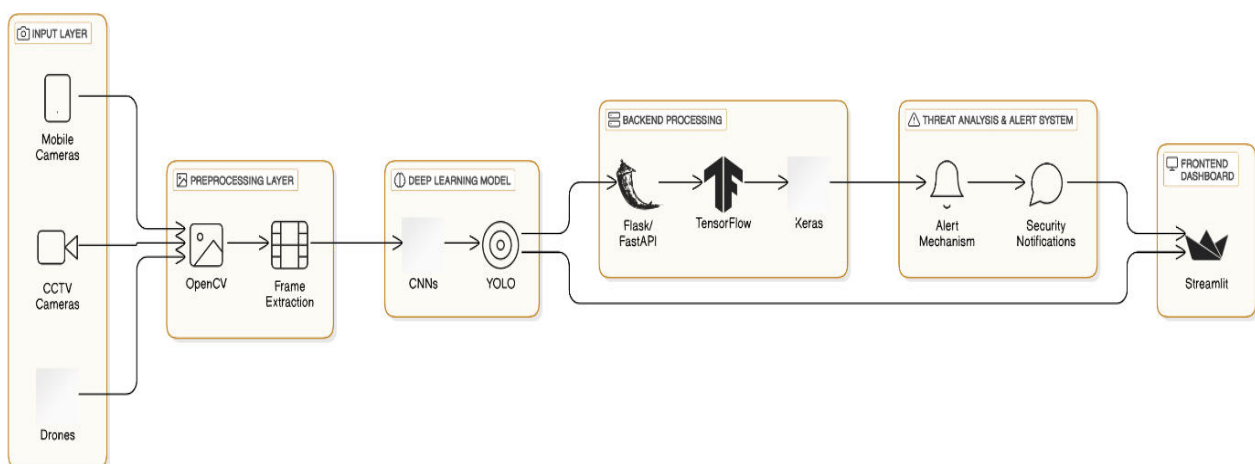 INPUT LAYER
Mobile
Cameras
CCTV
Cameras
Drones
PREPROCESSING LAYER
OpenCV
Frame
Extraction
DEEP LEARNING MODEL
CNNs
YOLO
BACKEND PROCESSING
Flask/
FastAPI
TensorFlow
Keras
THREAT ANALYSIS & ALERT SYSTEM
Alert
Mechanism
Security
Notifications
FRONTEND
DASHBOARD
Streamlit